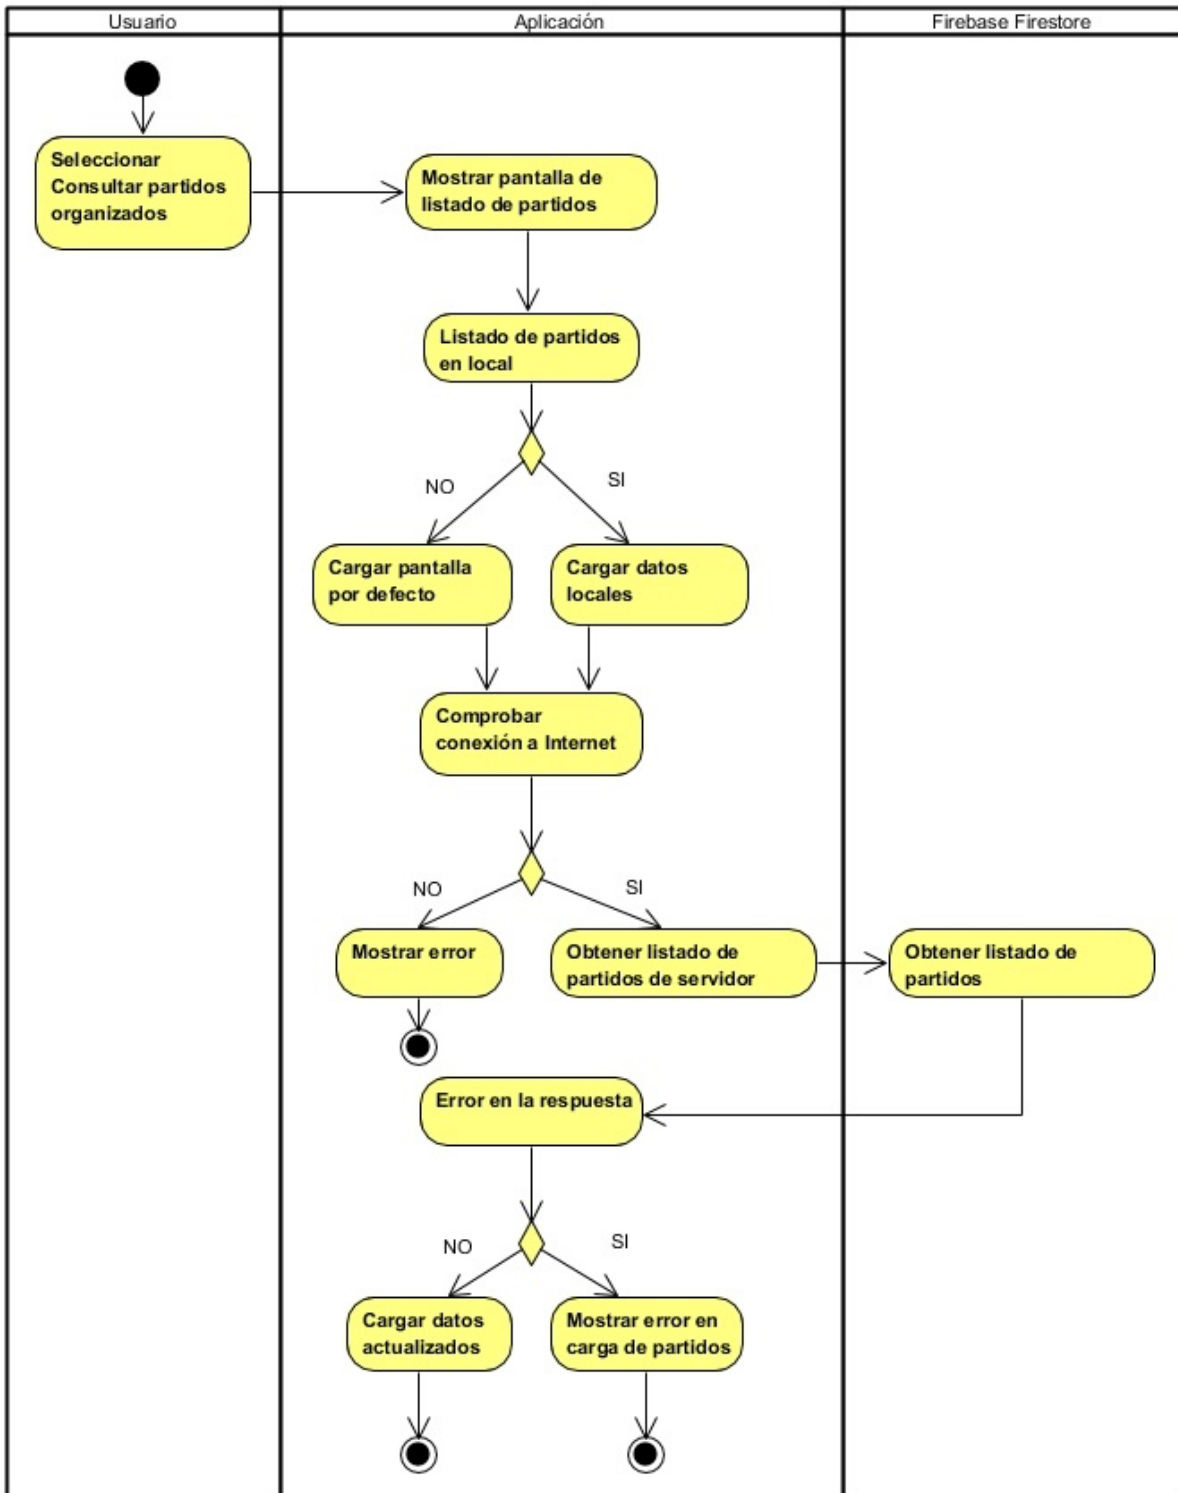 Usuario
Aplicación
Firebase Firestore
Seleccionar
Consultar partidos
organizados
Mostrar pantalla de
listado de partidos
Listado de partidos
en local
NO
SI
Cargar pantalla
por defecto
Cargar datos
locales
Comprobar
conexión a Internet
NO
SI
Mostrar error
Obtener listado de
partidos de servidor
Obtener listado de
partidos
Error en la respuesta
NO
SI
Cargar datos
actualizados
Mostrar error en
carga de partidos